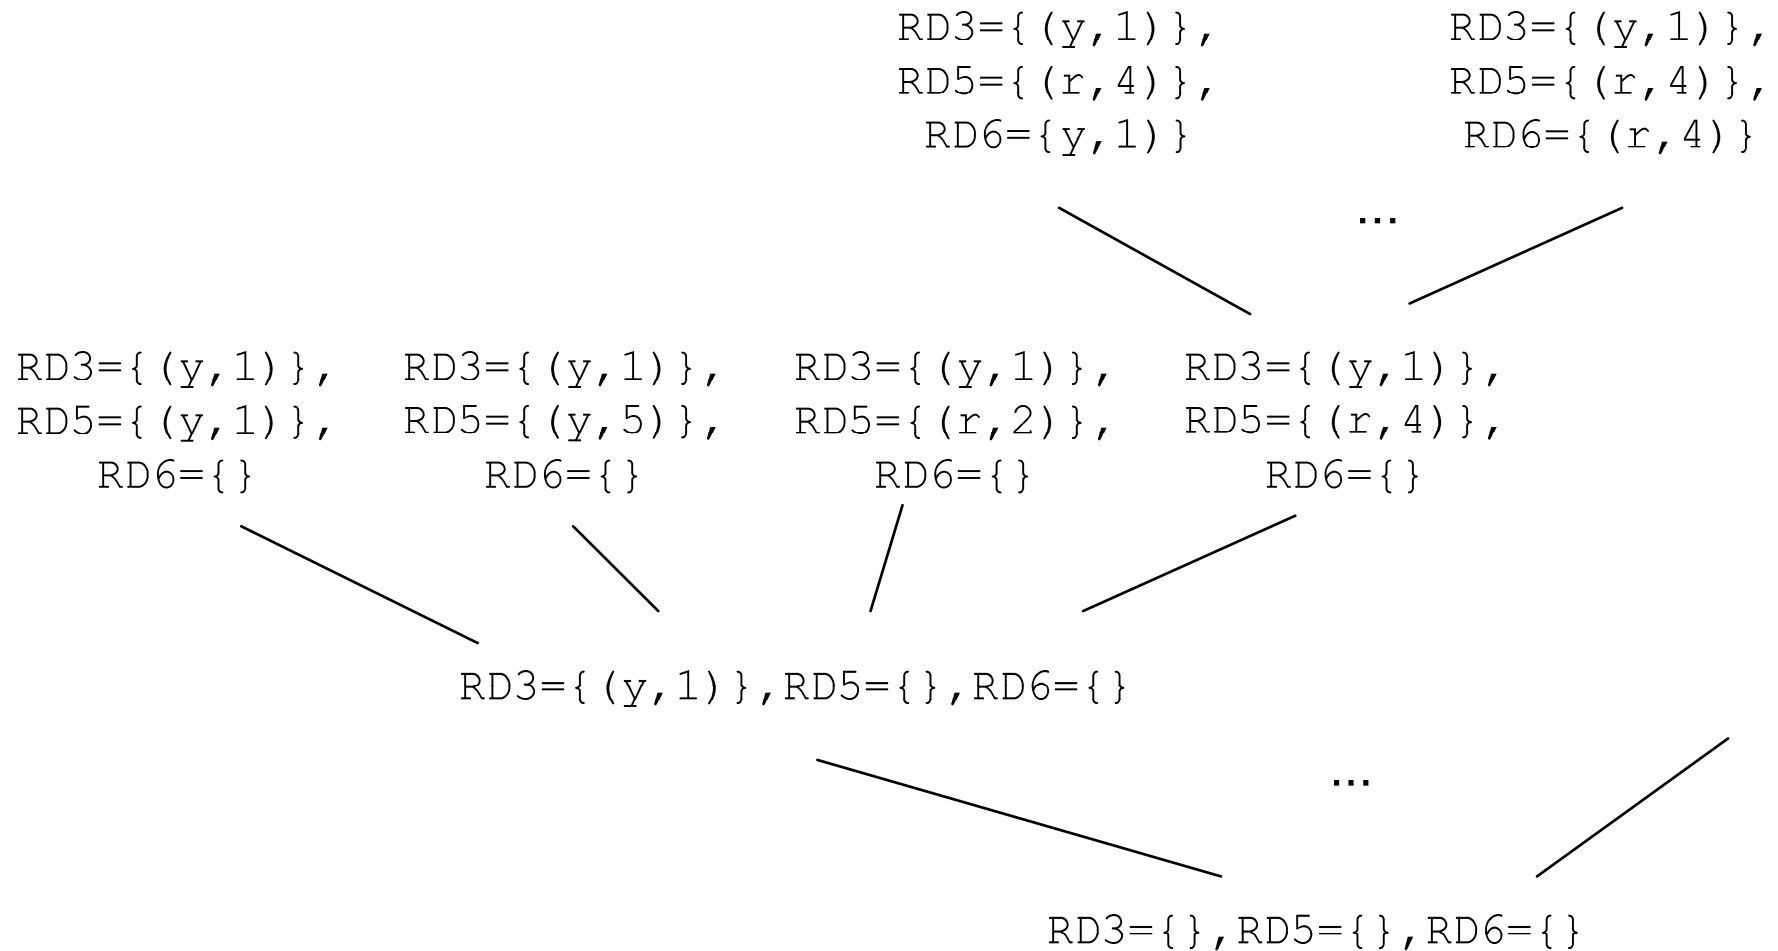 RD3={(y,1)}, RD3={(y,1)},
RD5={(r,4)}, RD5={(r,4)},
RD6={y,1)} RD6={(r,4)}
...
RD3={(y,1)}, RD3={(y,1)}, RD3={(y,1)}, RD3={(y,1)},
RD5={(y,1)}, RD5={(y,5)}, RD5={(r,2)}, RD5={(r,4)},
RD6={} RD6={} RD6={} RD6={}
RD3={(y,1)},RD5={},RD6={}
...
RD3={},RD5={},RD6={}